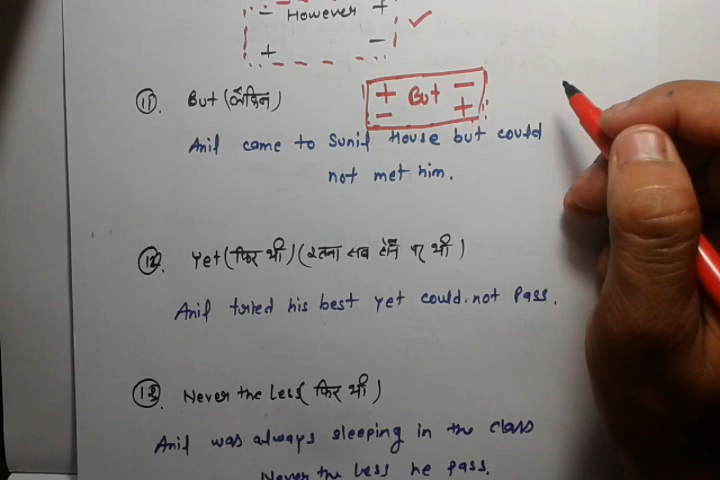 - However +
+ -
11. But (लेकिन) + But -
- +
Anil came to Sunil House but could
not met him.
12. Yet (फिर भी) (इतना सब होने पर भी)
Anil tried his best yet could not Pass.
13. Never the Less (फिर भी)
Anil was always sleeping in the class
Never the less he pass.